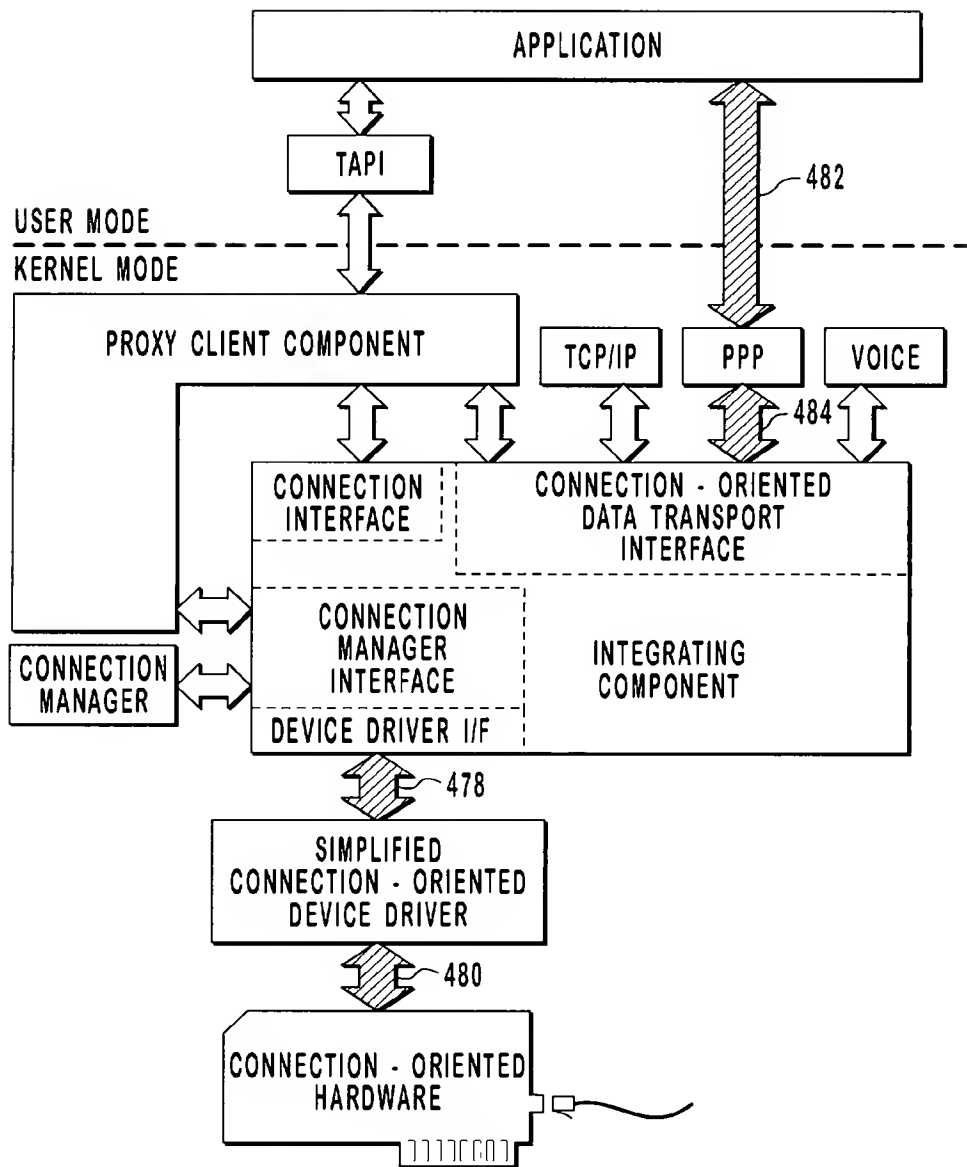 APPLICATION
TAPI
482
USER MODE
KERNEL MODE
PROXY CLIENT COMPONENT
TCP/IP
PPP
VOICE
484
CONNECTION
INTERFACE
CONNECTION - ORIENTED
DATA TRANSPORT
INTERFACE
CONNECTION
MANAGER
INTERFACE
INTEGRATING
COMPONENT
CONNECTION
MANAGER
DEVICE DRIVER I/F
478
SIMPLIFIED
CONNECTION - ORIENTED
DEVICE DRIVER
480
CONNECTION - ORIENTED
HARDWARE